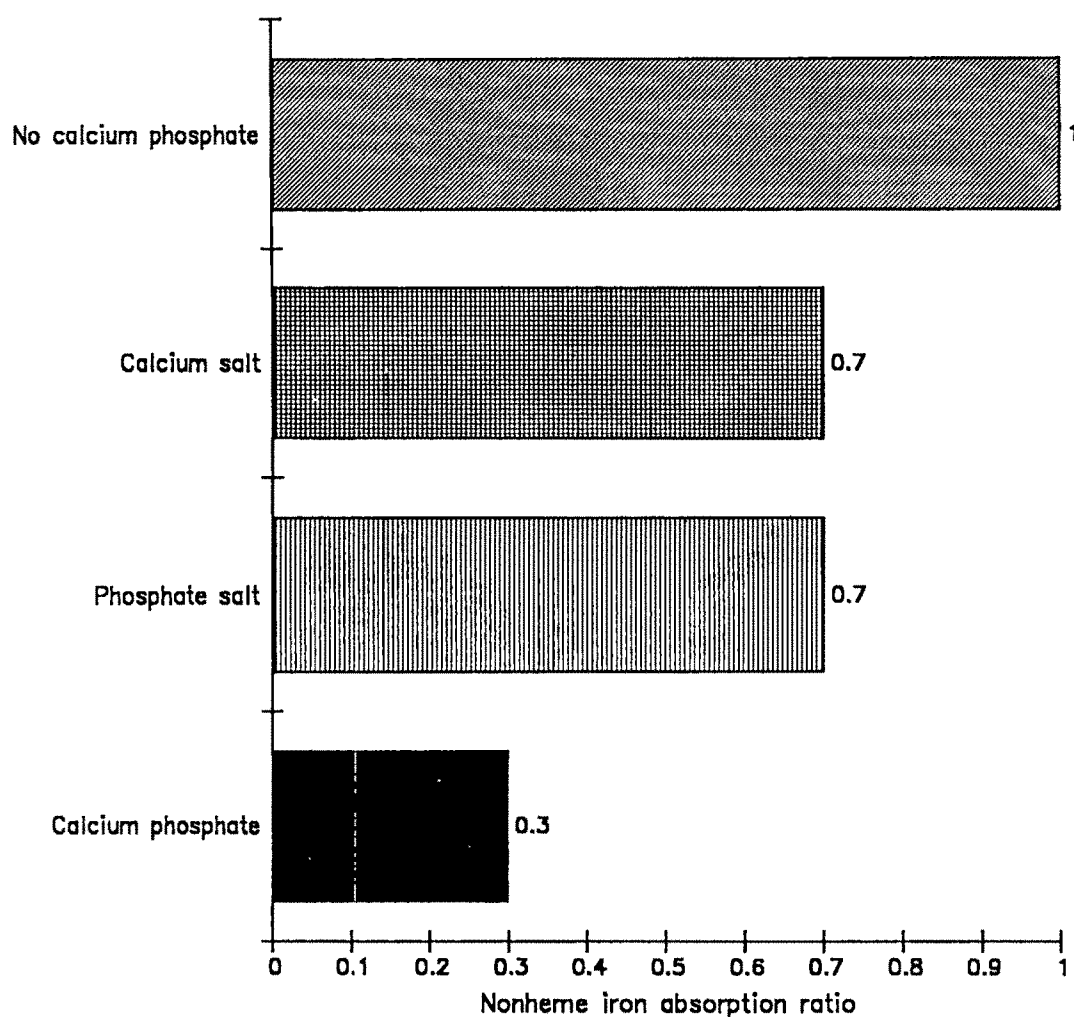 No calcium phosphate
1
Calcium salt
0.7
Phosphate salt
0.7
Calcium phosphate
0.3
0 0.1 0.2 0.3 0.4 0.5 0.6 0.7 0.8 0.9 1
Nonheme iron absorption ratio